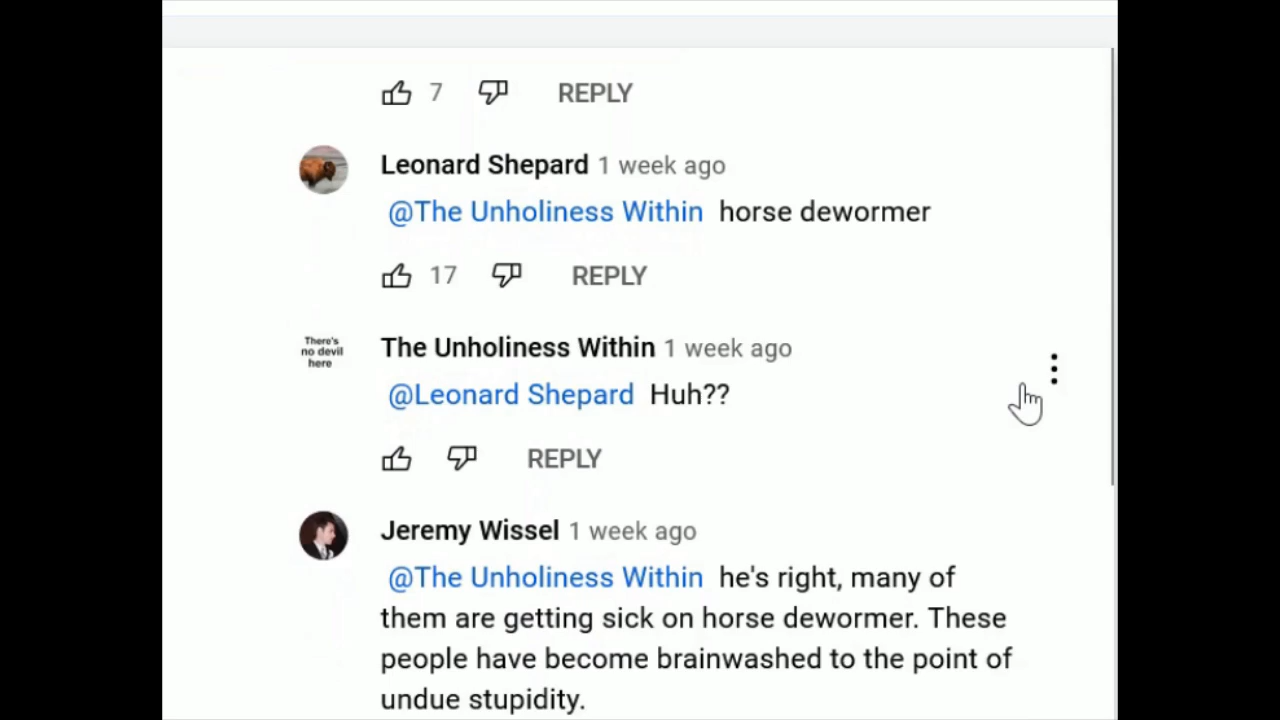 7 REPLY
Leonard Shepard 1 week ago
@The Unholiness Within horse dewormer
17 REPLY
There's
no devil
here
The Unholiness Within 1 week ago
@Leonard Shepard Huh??
REPLY
Jeremy Wissel 1 week ago
@The Unholiness Within he's right, many of
them are getting sick on horse dewormer. These
people have become brainwashed to the point of
undue stupidity.